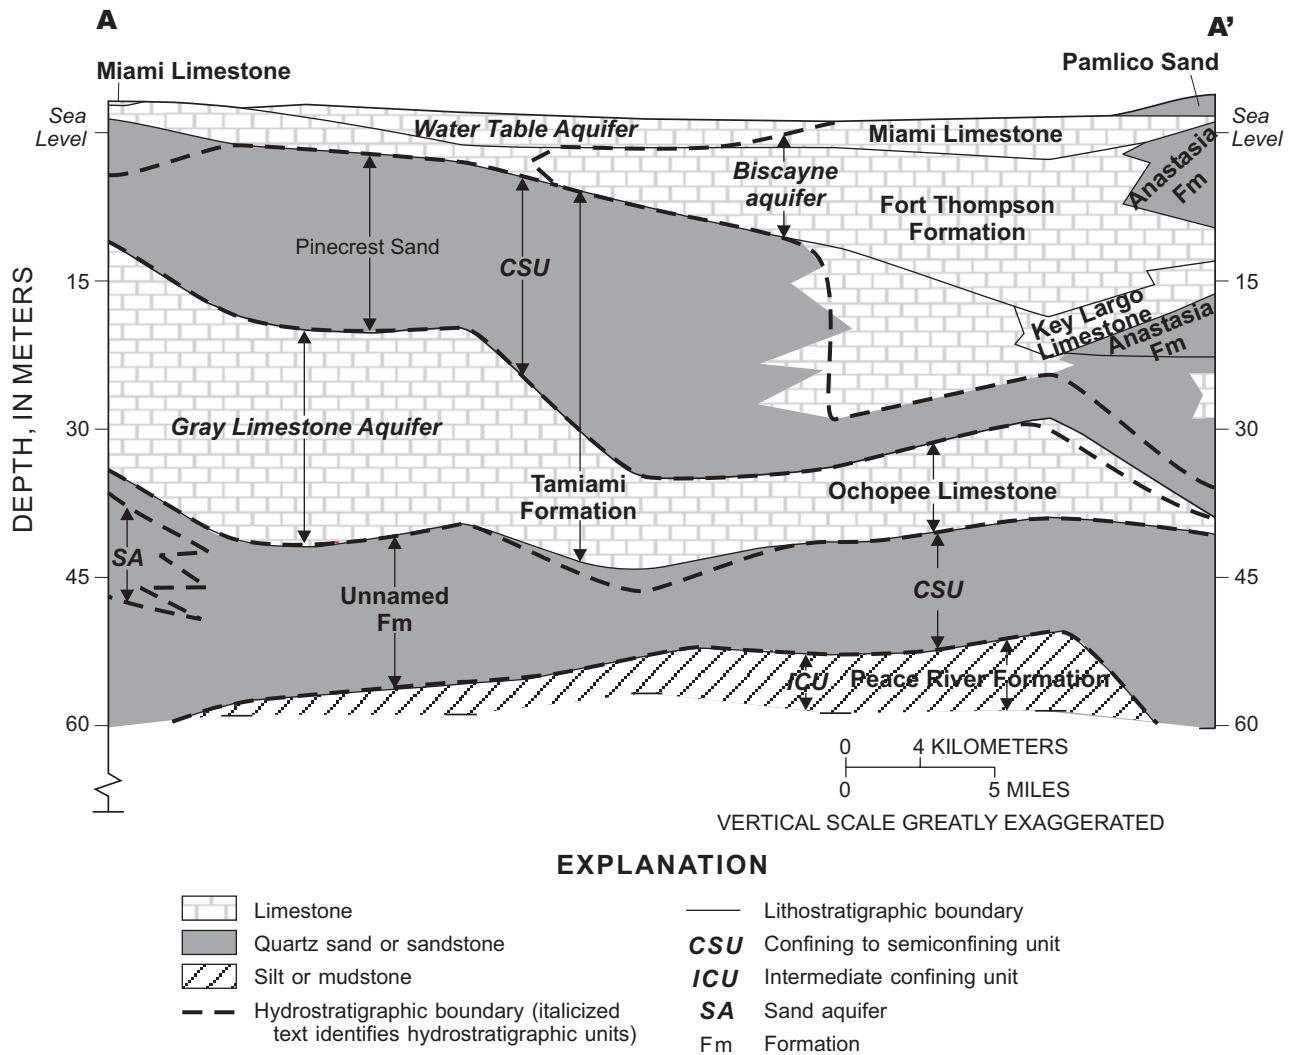 A
A'
Miami Limestone
Pamlico Sand
Sea
Level
Sea
Level
Water Table Aquifer
Miami Limestone
Anastasia
Fm
Biscayne
aquifer
Fort Thompson
Formation
Pinecrest Sand
CSU
15
15
Key Largo
Limestone
Anastasia
Fm
DEPTH, IN METERS
Gray Limestone Aquifer
30
30
Tamiami
Formation
Ochopee Limestone
SA
45
45
Unnamed
Fm
CSU
ICU
Peace River Formation
60
60
0 4 KILOMETERS
0 5 MILES
VERTICAL SCALE GREATLY EXAGGERATED
EXPLANATION
Limestone
Quartz sand or sandstone
Silt or mudstone
Hydrostratigraphic boundary (italicized
text identifies hydrostratigraphic units)
Lithostratigraphic boundary
CSU Confining to semiconfining unit
ICU Intermediate confining unit
SA Sand aquifer
Fm Formation